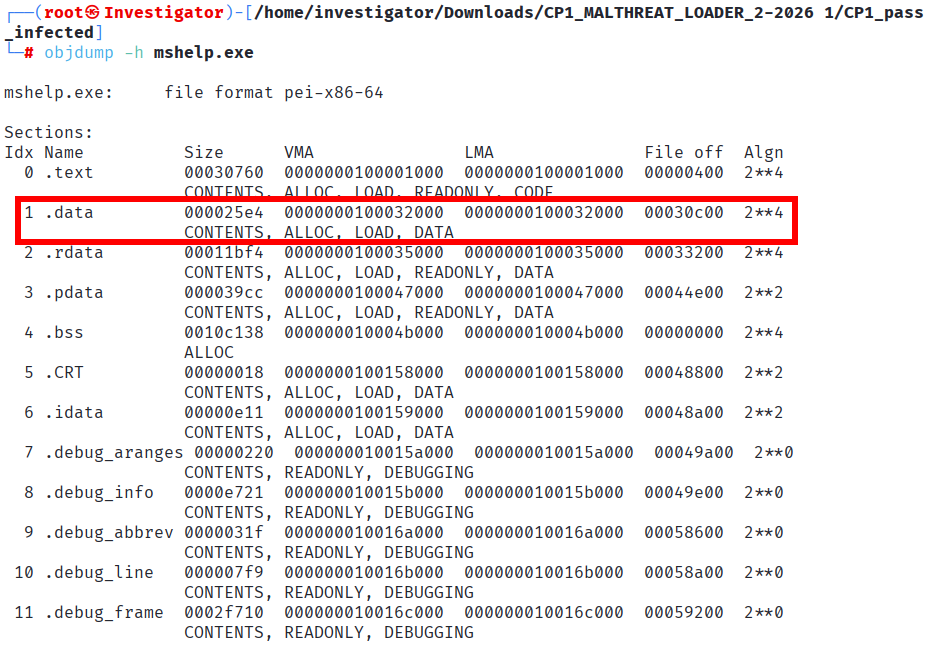 ┌──(root㉿Investigator)-[/home/investigator/Downloads/CP1_MALTHREAT_LOADER_2-2026 1/CP1_pass
_infected]
└─# objdump -h mshelp.exe
mshelp.exe:     file format pei-x86-64
Sections:
Idx Name          Size      VMA               LMA               File off  Algn
  0 .text         00030760  0000000100001000  0000000100001000  00000400  2**4
                  CONTENTS, ALLOC, LOAD, READONLY, CODE
  1 .data         000025e4  0000000100032000  0000000100032000  00030c00  2**4
                  CONTENTS, ALLOC, LOAD, DATA
  2 .rdata        00011bf4  0000000100035000  0000000100035000  00033200  2**4
                  CONTENTS, ALLOC, LOAD, READONLY, DATA
  3 .pdata        000039cc  0000000100047000  0000000100047000  00044e00  2**2
                  CONTENTS, ALLOC, LOAD, READONLY, DATA
  4 .bss          0010c138  000000010004b000  000000010004b000  00000000  2**4
                  ALLOC
  5 .CRT          00000018  0000000100158000  0000000100158000  00048800  2**2
                  CONTENTS, ALLOC, LOAD, DATA
  6 .idata        00000e11  0000000100159000  0000000100159000  00048a00  2**2
                  CONTENTS, ALLOC, LOAD, DATA
  7 .debug_aranges 00000220  000000010015a000  000000010015a000  00049a00  2**0
                  CONTENTS, READONLY, DEBUGGING
  8 .debug_info   0000e721  000000010015b000  000000010015b000  00049e00  2**0
                  CONTENTS, READONLY, DEBUGGING
  9 .debug_abbrev 0000031f  000000010016a000  000000010016a000  00058600  2**0
                  CONTENTS, READONLY, DEBUGGING
 10 .debug_line   000007f9  000000010016b000  000000010016b000  00058a00  2**0
                  CONTENTS, READONLY, DEBUGGING
 11 .debug_frame  0002f710  000000010016c000  000000010016c000  00059200  2**0
                  CONTENTS, READONLY, DEBUGGING